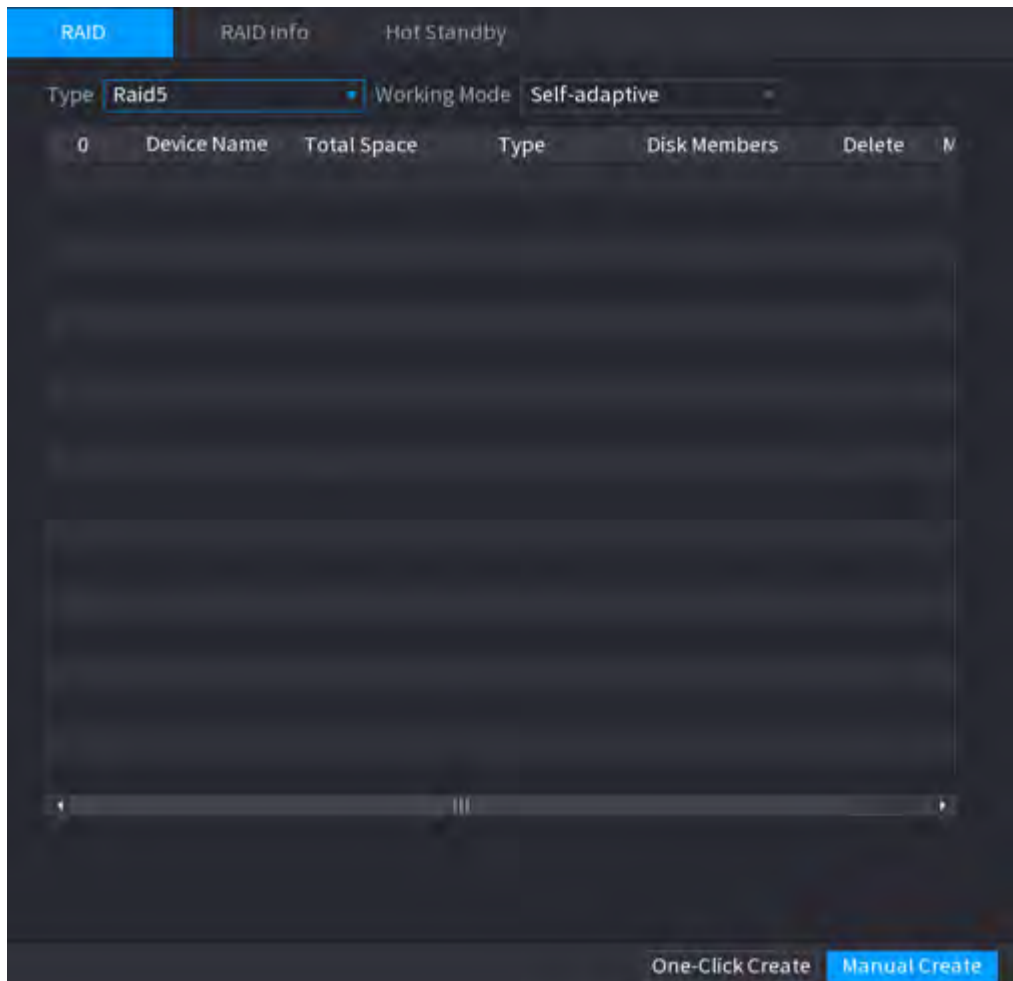 RAID RAID Info Hot Standby
Type Raid5 Working Mode Self-adaptive
0 Device Name Total Space Type Disk Members Delete M
One-Click Create Manual Create